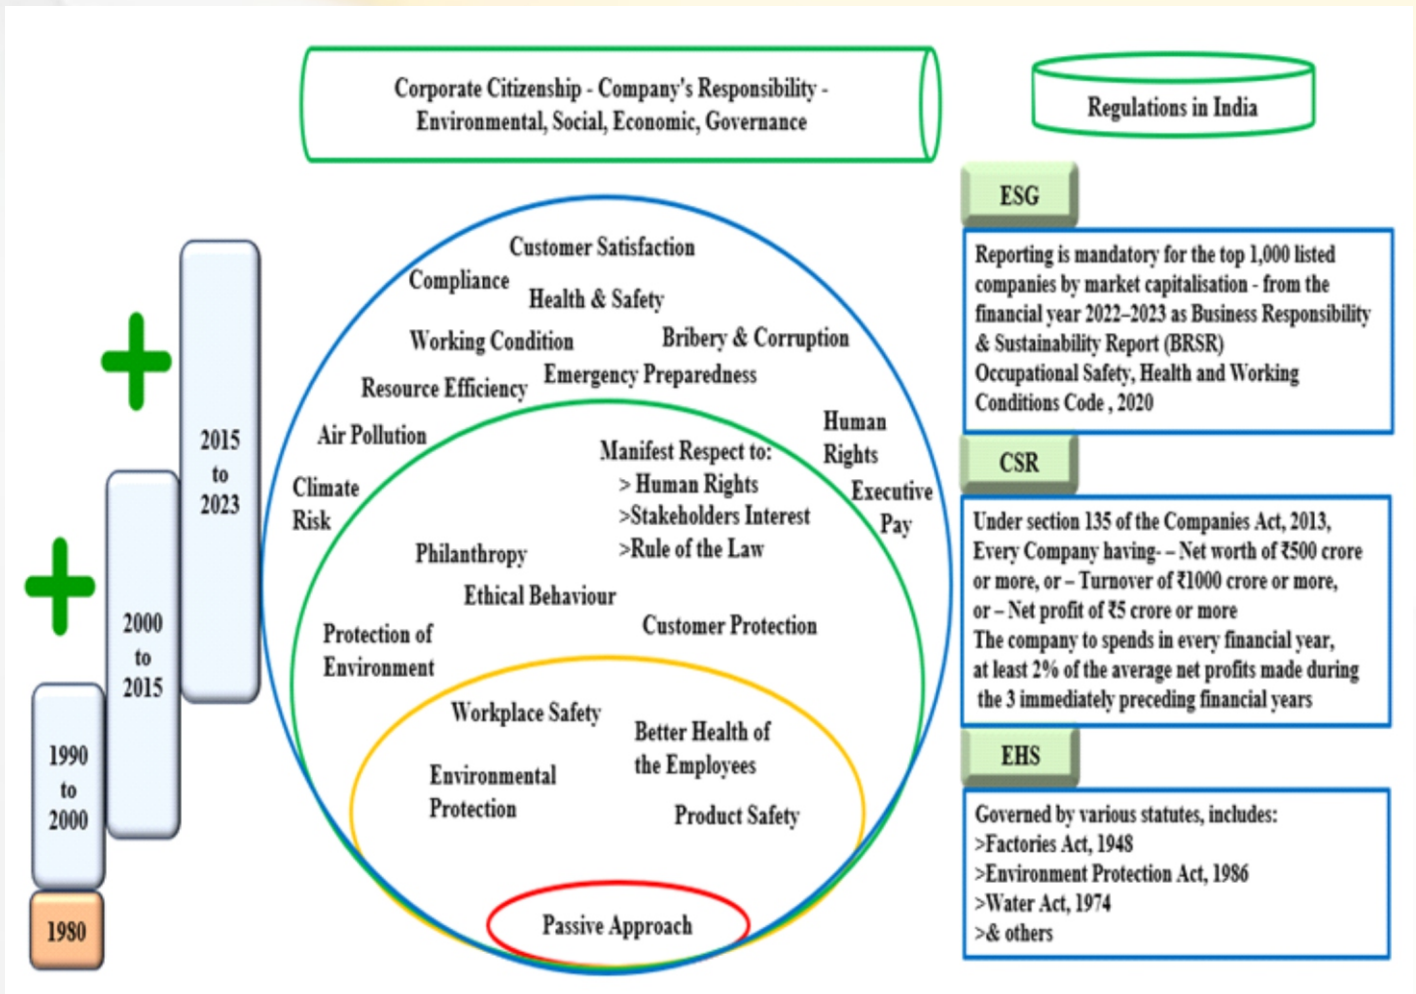 Corporate Citizenship - Company's Responsibility -
Environmental, Social, Economic, Governance
Regulations in India
2015
to
2023
2000
to
2015
1990
to
2000
1980
Customer Satisfaction
Compliance
Health & Safety
Working Condition
Bribery & Corruption
Resource Efficiency
Emergency Preparedness
Air Pollution
Human
Rights
Climate
Risk
Executive
Pay
Manifest Respect to:
> Human Rights
>Stakeholders Interest
>Rule of the Law
Philanthropy
Ethical Behaviour
Customer Protection
Protection of
Environment
Workplace Safety
Better Health of
the Employees
Environmental
Protection
Product Safety
Passive Approach
ESG
Reporting is mandatory for the top 1,000 listed
companies by market capitalisation - from the
financial year 2022–2023 as Business Responsibility
& Sustainability Report (BRSR)
Occupational Safety, Health and Working
Conditions Code , 2020
CSR
Under section 135 of the Companies Act, 2013,
Every Company having- – Net worth of ₹500 crore
or more, or – Turnover of ₹1000 crore or more,
or – Net profit of ₹5 crore or more
The company to spends in every financial year,
at least 2% of the average net profits made during
the 3 immediately preceding financial years
EHS
Governed by various statutes, includes:
>Factories Act, 1948
>Environment Protection Act, 1986
>Water Act, 1974
>& others